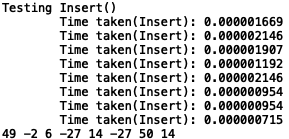 Testing Insert()
Time taken(Insert): 0.000001669
Time taken(Insert): 0.000002146
Time taken(Insert): 0.000001907
Time taken(Insert): 0.000001192
Time taken(Insert): 0.000002146
Time taken(Insert): 0.000000954
Time taken(Insert): 0.000000954
Time taken(Insert): 0.000000715
49 -2 6 -27 14 -27 50 14